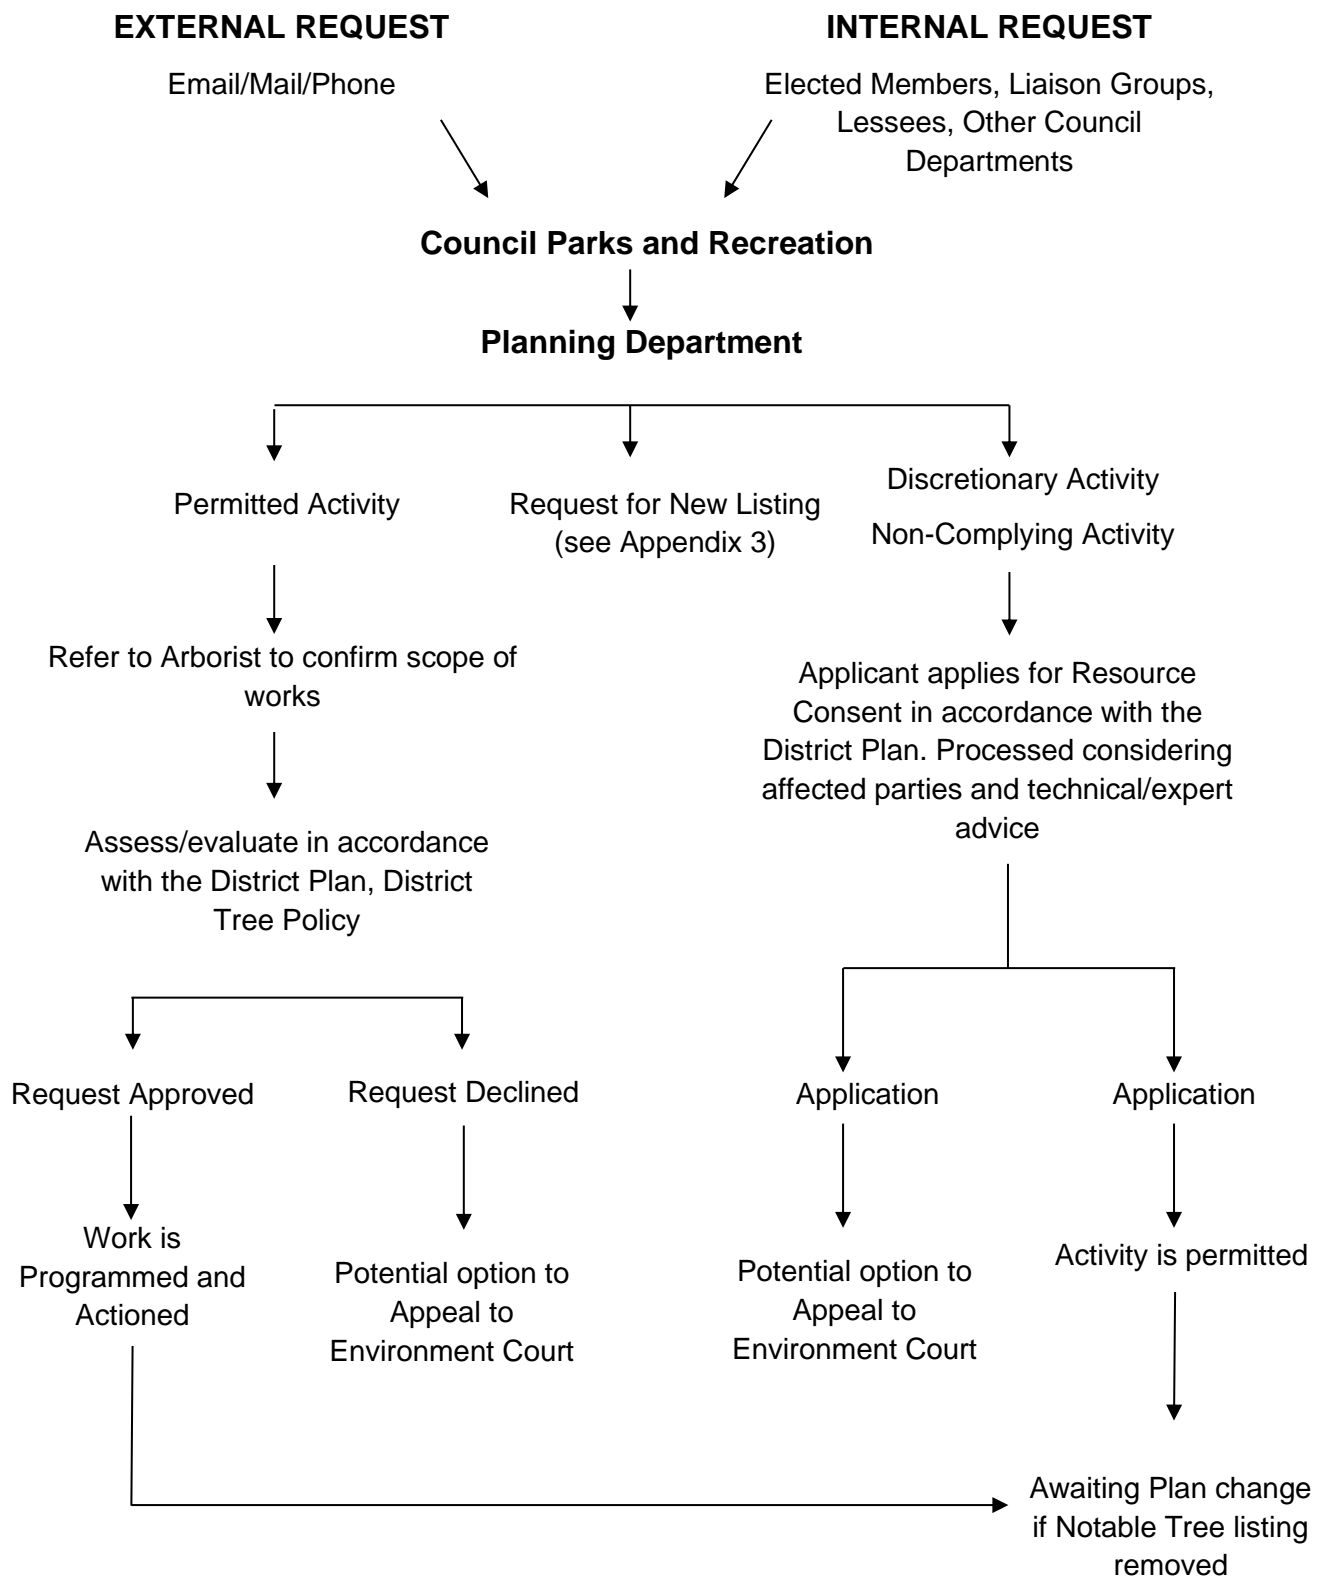 EXTERNAL REQUEST
INTERNAL REQUEST
Email/Mail/Phone
Elected Members, Liaison Groups,
Lessees, Other Council
Departments
Council Parks and Recreation
Planning Department
Permitted Activity
Request for New Listing
(see Appendix 3)
Discretionary Activity
Non-Complying Activity
Refer to Arborist to confirm scope of
works
Applicant applies for Resource
Consent in accordance with the
District Plan. Processed considering
affected parties and technical/expert
advice
Assess/evaluate in accordance
with the District Plan, District
Tree Policy
Request Approved
Request Declined
Application
Application
Work is
Programmed and
Actioned
Potential option to
Appeal to
Environment Court
Potential option to
Appeal to
Environment Court
Activity is permitted
Awaiting Plan change
if Notable Tree listing
removed